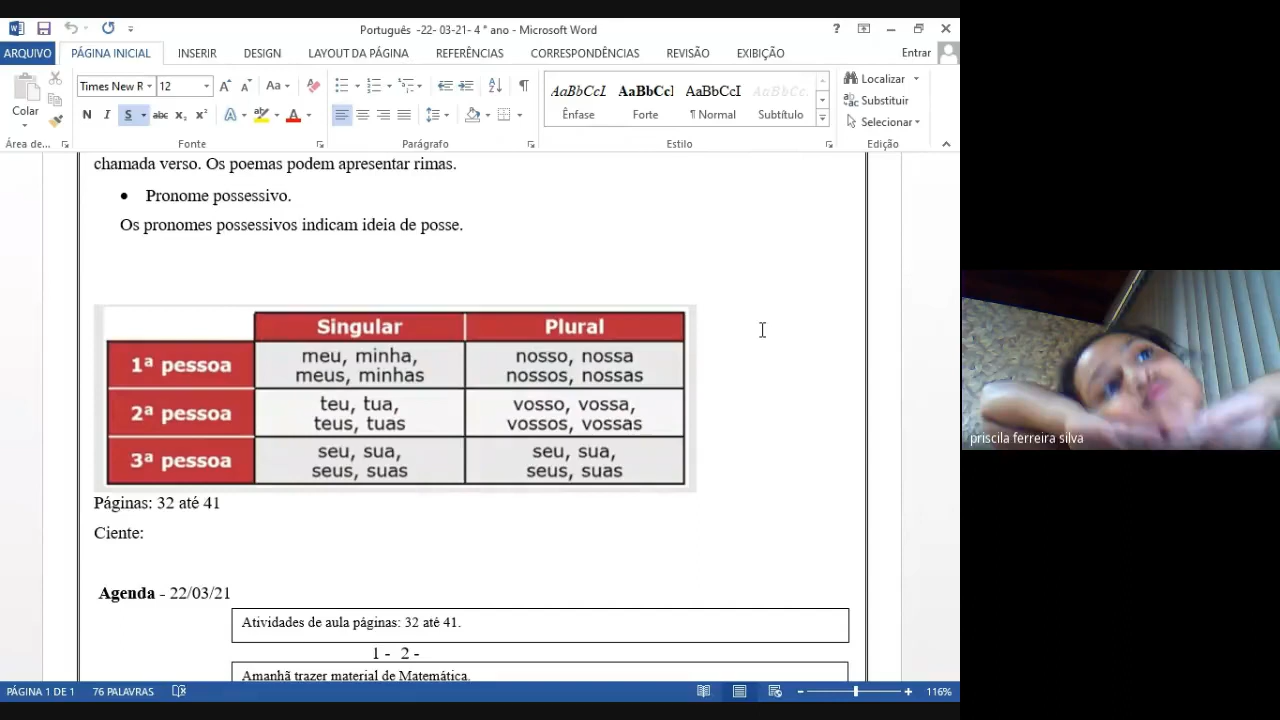 Português -22- 03-21- 4 ° ano - Microsoft Word
ARQUIVO PÁGINA INICIAL INSERIR DESIGN LAYOUT DA PÁGINA REFERÊNCIAS CORRESPONDÊNCIAS REVISÃO EXIBIÇÃO Entrar
Times New R 12
Colar
N I S abc x₂ x²
AaBbCcL AaBbCcI AaBbCcI AaBbCc.
Ênfase Forte ¶ Normal Subtítulo
Localizar
Substituir
Selecionar
Área de... Fonte Parágrafo Estilo Edição
chamada verso. Os poemas podem apresentar rimas.
• Pronome possessivo.
Os pronomes possessivos indicam ideia de posse.
Singular Plural
1ª pessoa
meu, minha,
meus, minhas
nosso, nossa
nossos, nossas
2ª pessoa
teu, tua,
teus, tuas
vosso, vossa,
vossos, vossas
3ª pessoa
seu, sua,
seus, suas
seu, sua,
seus, suas
Páginas: 32 até 41
Ciente:
Agenda - 22/03/21
Atividades de aula páginas: 32 até 41.
1 - 2 -
Amanhã trazer material de Matemática.
PÁGINA 1 DE 1 76 PALAVRAS 116%
priscila ferreira silva